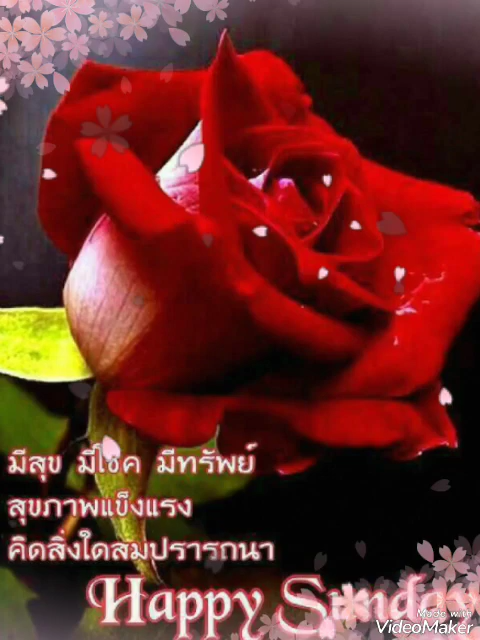 มีสุข มีโชค มีทรัพย์
สุขภาพแข็งแรง
คิดสิ่งใดสมปรารถนา
Happy Sunday
Made with
VideoMaker